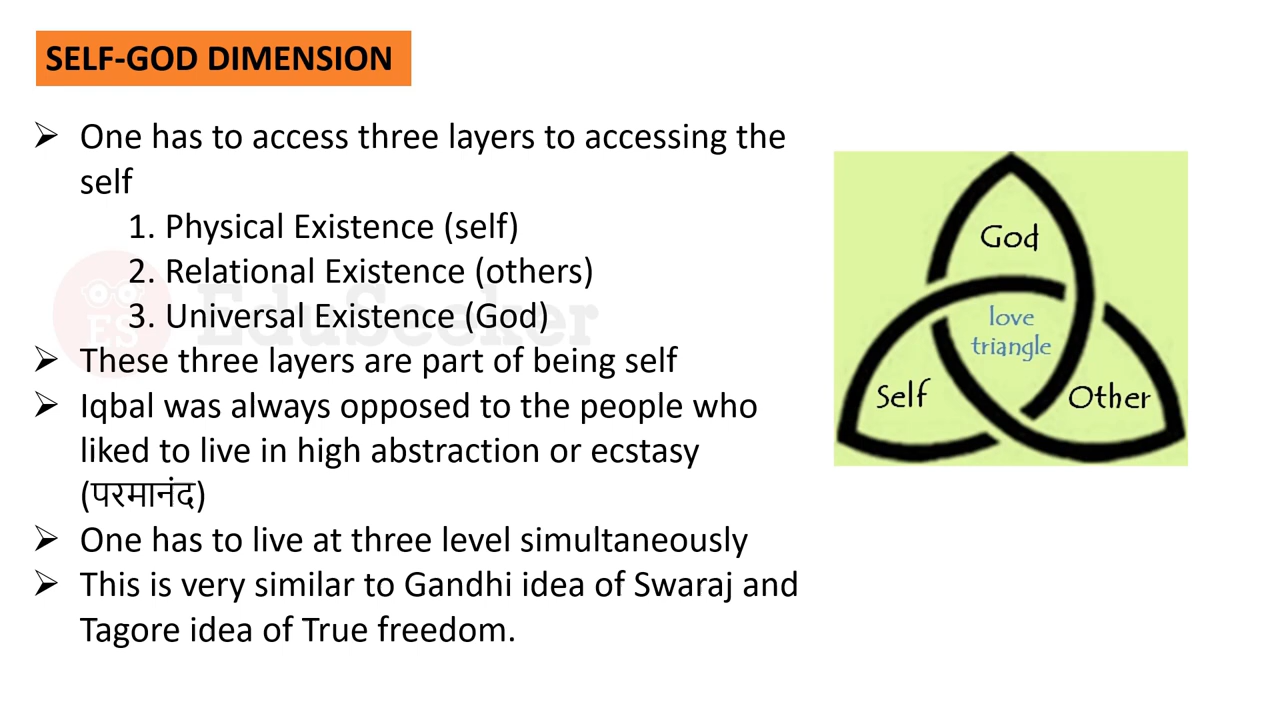 SELF-GOD DIMENSION
➢ One has to access three layers to accessing the
self
1. Physical Existence (self)
2. Relational Existence (others)
3. Universal Existence (God)
➢ These three layers are part of being self
➢ Iqbal was always opposed to the people who
liked to live in high abstraction or ecstasy
(परमानंद)
➢ One has to live at three level simultaneously
➢ This is very similar to Gandhi idea of Swaraj and
Tagore idea of True freedom.
God
love
triangle
Self
Other
ES
EduSeeker